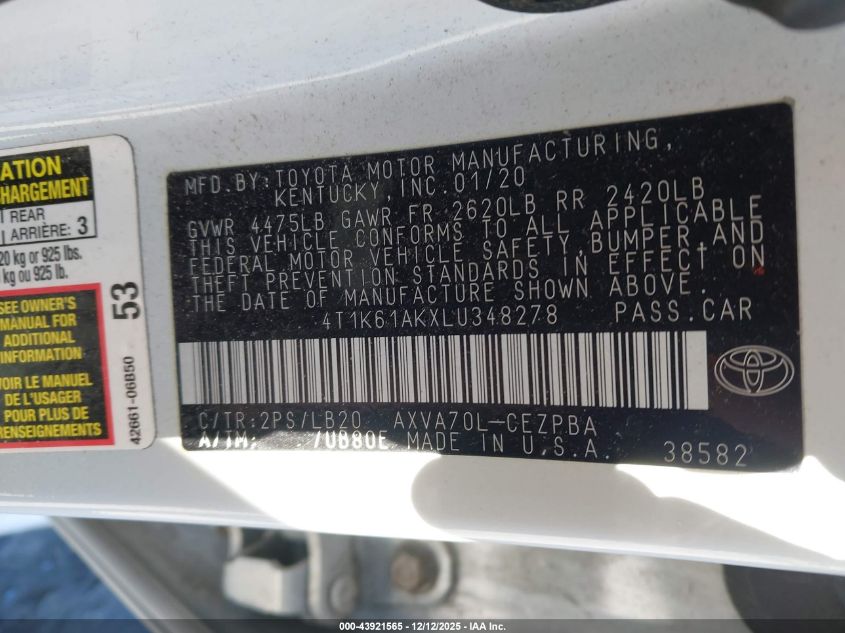 ATION
CHARGEMENT
REAR
ARRIÈRE: 3
20 kg or 925 lbs.
kg ou 925 lb.
SEE OWNER'S
MANUAL FOR
ADDITIONAL
INFORMATION
VOIR LE MANUEL
DE L'USAGER
POUR PLUS DE
RENSEIGNEMENTS
53
42661-06B50
MFD.BY:TOYOTA MOTOR MANUFACTURING,
KENTUCKY,INC.01/20
GVWR 4475LB GAWR FR 2620LB RR 2420LB
THIS VEHICLE CONFORMS TO ALL APPLICABLE
FEDERAL MOTOR VEHICLE SAFETY,BUMPER,AND
THEFT PREVENTION STANDARDS IN EFFECT ON
THE DATE OF MANUFACTURE SHOWN ABOVE.
4T1K61AKXLU348278 PASS.CAR
C/TR:2PS/LB20 AXVA70L-CEZPBA
A/TM: /UB80E MADE IN U.S.A. 38582
TOYOTA
000-43921565 12/12/2025 - IAA Inc.